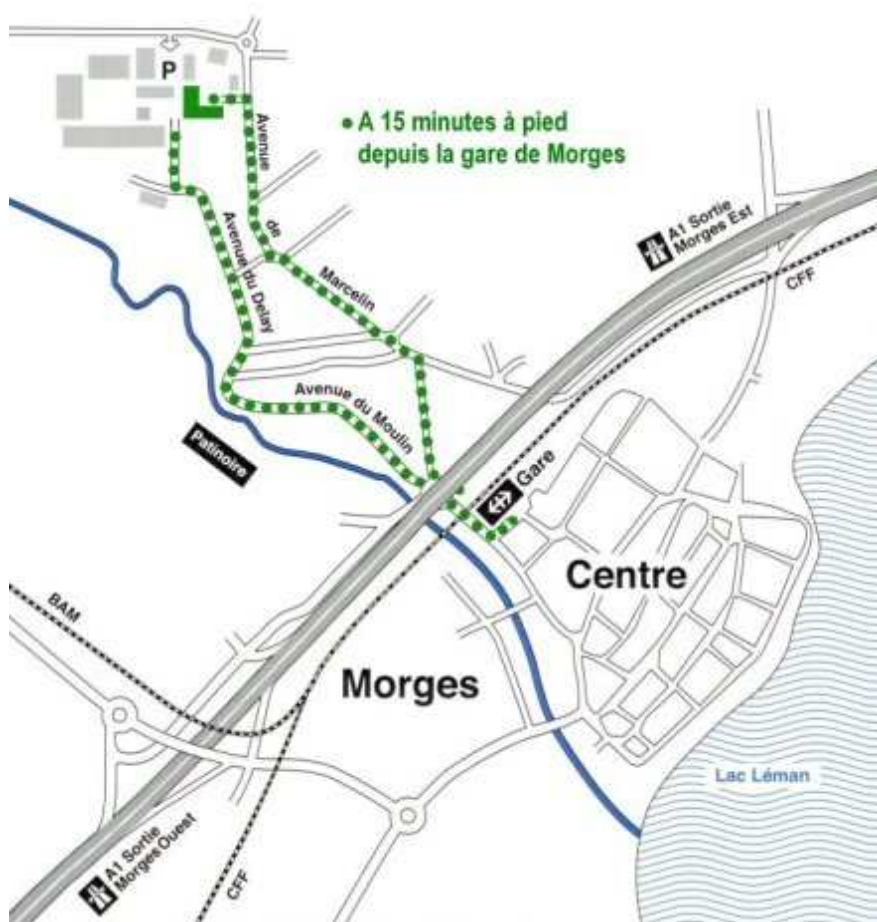 P
• A 15 minutes à pied
depuis la gare de Morges
Avenue
de
Marcelin
Avenue du Delay
A1 Sortie
Morges Est
CFF
Avenue du Moulin
Patinoire
Gare
Centre
BAM
Morges
Lac Léman
A1 Sortie
Morges Ouest
CFF